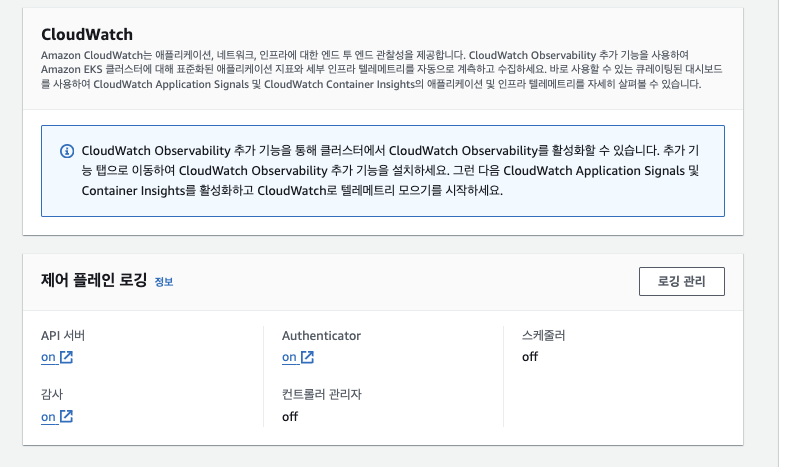 CloudWatch
Amazon CloudWatch는 애플리케이션, 네트워크, 인프라에 대한 엔드 투 엔드 관찰성을 제공합니다. CloudWatch Observability 추가 기능을 사용하여
Amazon EKS 클러스터에 대해 표준화된 애플리케이션 지표와 세부 인프라 텔레메트리를 자동으로 계측하고 수집하세요. 바로 사용할 수 있는 큐레이팅된 대시보드
를 사용하여 CloudWatch Application Signals 및 CloudWatch Container Insights의 애플리케이션 및 인프라 텔레메트리를 자세히 살펴볼 수 있습니다.
CloudWatch Observability 추가 기능을 통해 클러스터에서 CloudWatch Observability를 활성화할 수 있습니다. 추가 기
능 탭으로 이동하여 CloudWatch Observability 추가 기능을 설치하세요. 그런 다음 CloudWatch Application Signals 및
Container Insights를 활성화하고 CloudWatch로 텔레메트리 모으기를 시작하세요.
제어 플레인 로깅 정보
로깅 관리
API 서버
on
감사
on
Authenticator
on
컨트롤러 관리자
off
스케줄러
off